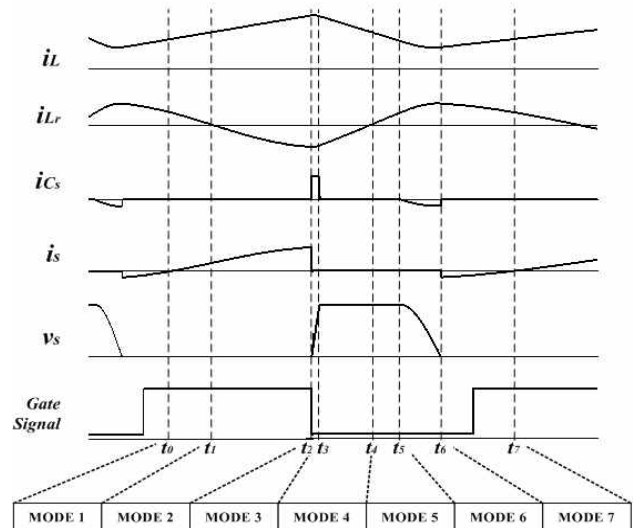 iL
iLr
iCs
is
vs
Gate
Signal
t0 t1 t2 t3 t4 t5 t6 t7
MODE 1 MODE 2 MODE 3 MODE 4 MODE 5 MODE 6 MODE 7